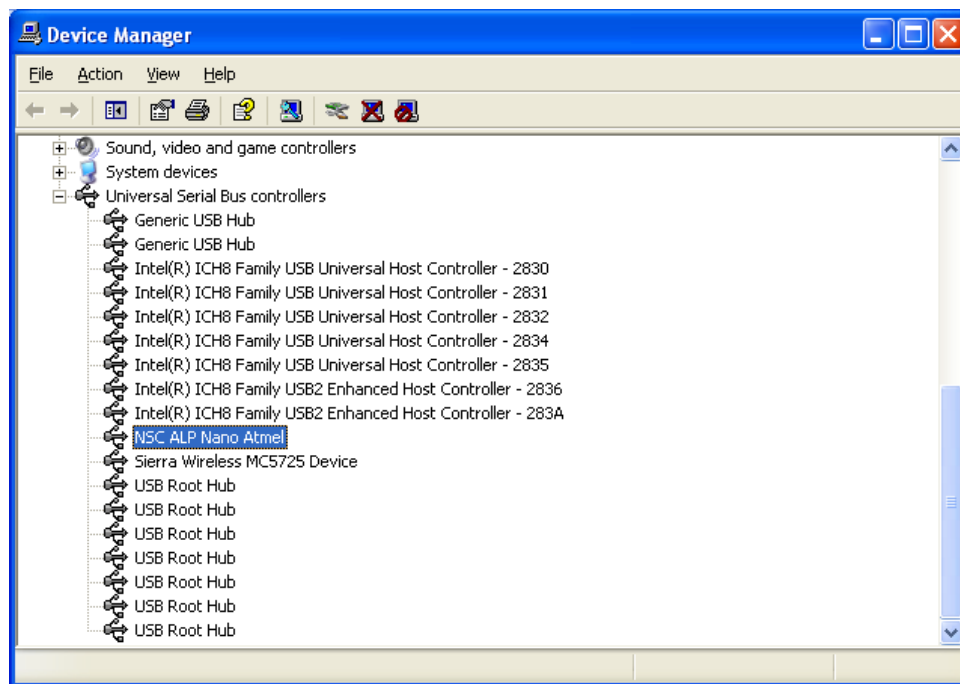 Device Manager
File Action View Help
Sound, video and game controllers
System devices
Universal Serial Bus controllers
Generic USB Hub
Generic USB Hub
Intel(R) ICH8 Family USB Universal Host Controller - 2830
Intel(R) ICH8 Family USB Universal Host Controller - 2831
Intel(R) ICH8 Family USB Universal Host Controller - 2832
Intel(R) ICH8 Family USB Universal Host Controller - 2834
Intel(R) ICH8 Family USB Universal Host Controller - 2835
Intel(R) ICH8 Family USB2 Enhanced Host Controller - 2836
Intel(R) ICH8 Family USB2 Enhanced Host Controller - 283A
NSC ALP Nano Atmel
Sierra Wireless MC5725 Device
USB Root Hub
USB Root Hub
USB Root Hub
USB Root Hub
USB Root Hub
USB Root Hub
USB Root Hub